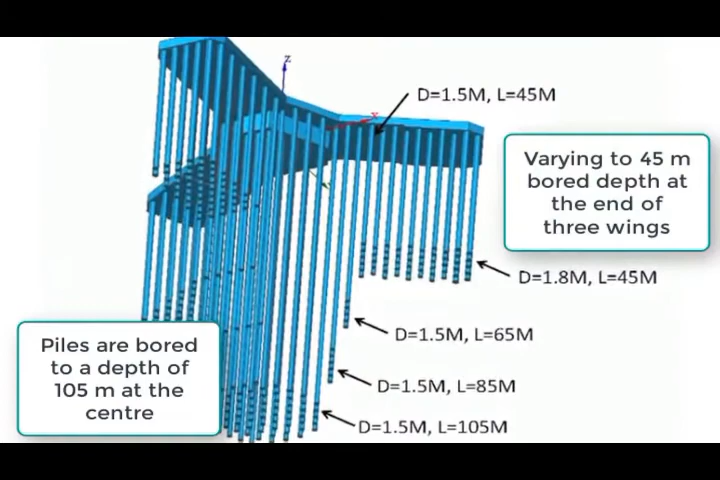 z
x
D=1.5M, L=45M
Varying to 45 m
bored depth at
the end of
three wings
D=1.8M, L=45M
D=1.5M, L=65M
Piles are bored
to a depth of
105 m at the
centre
D=1.5M, L=85M
D=1.5M, L=105M